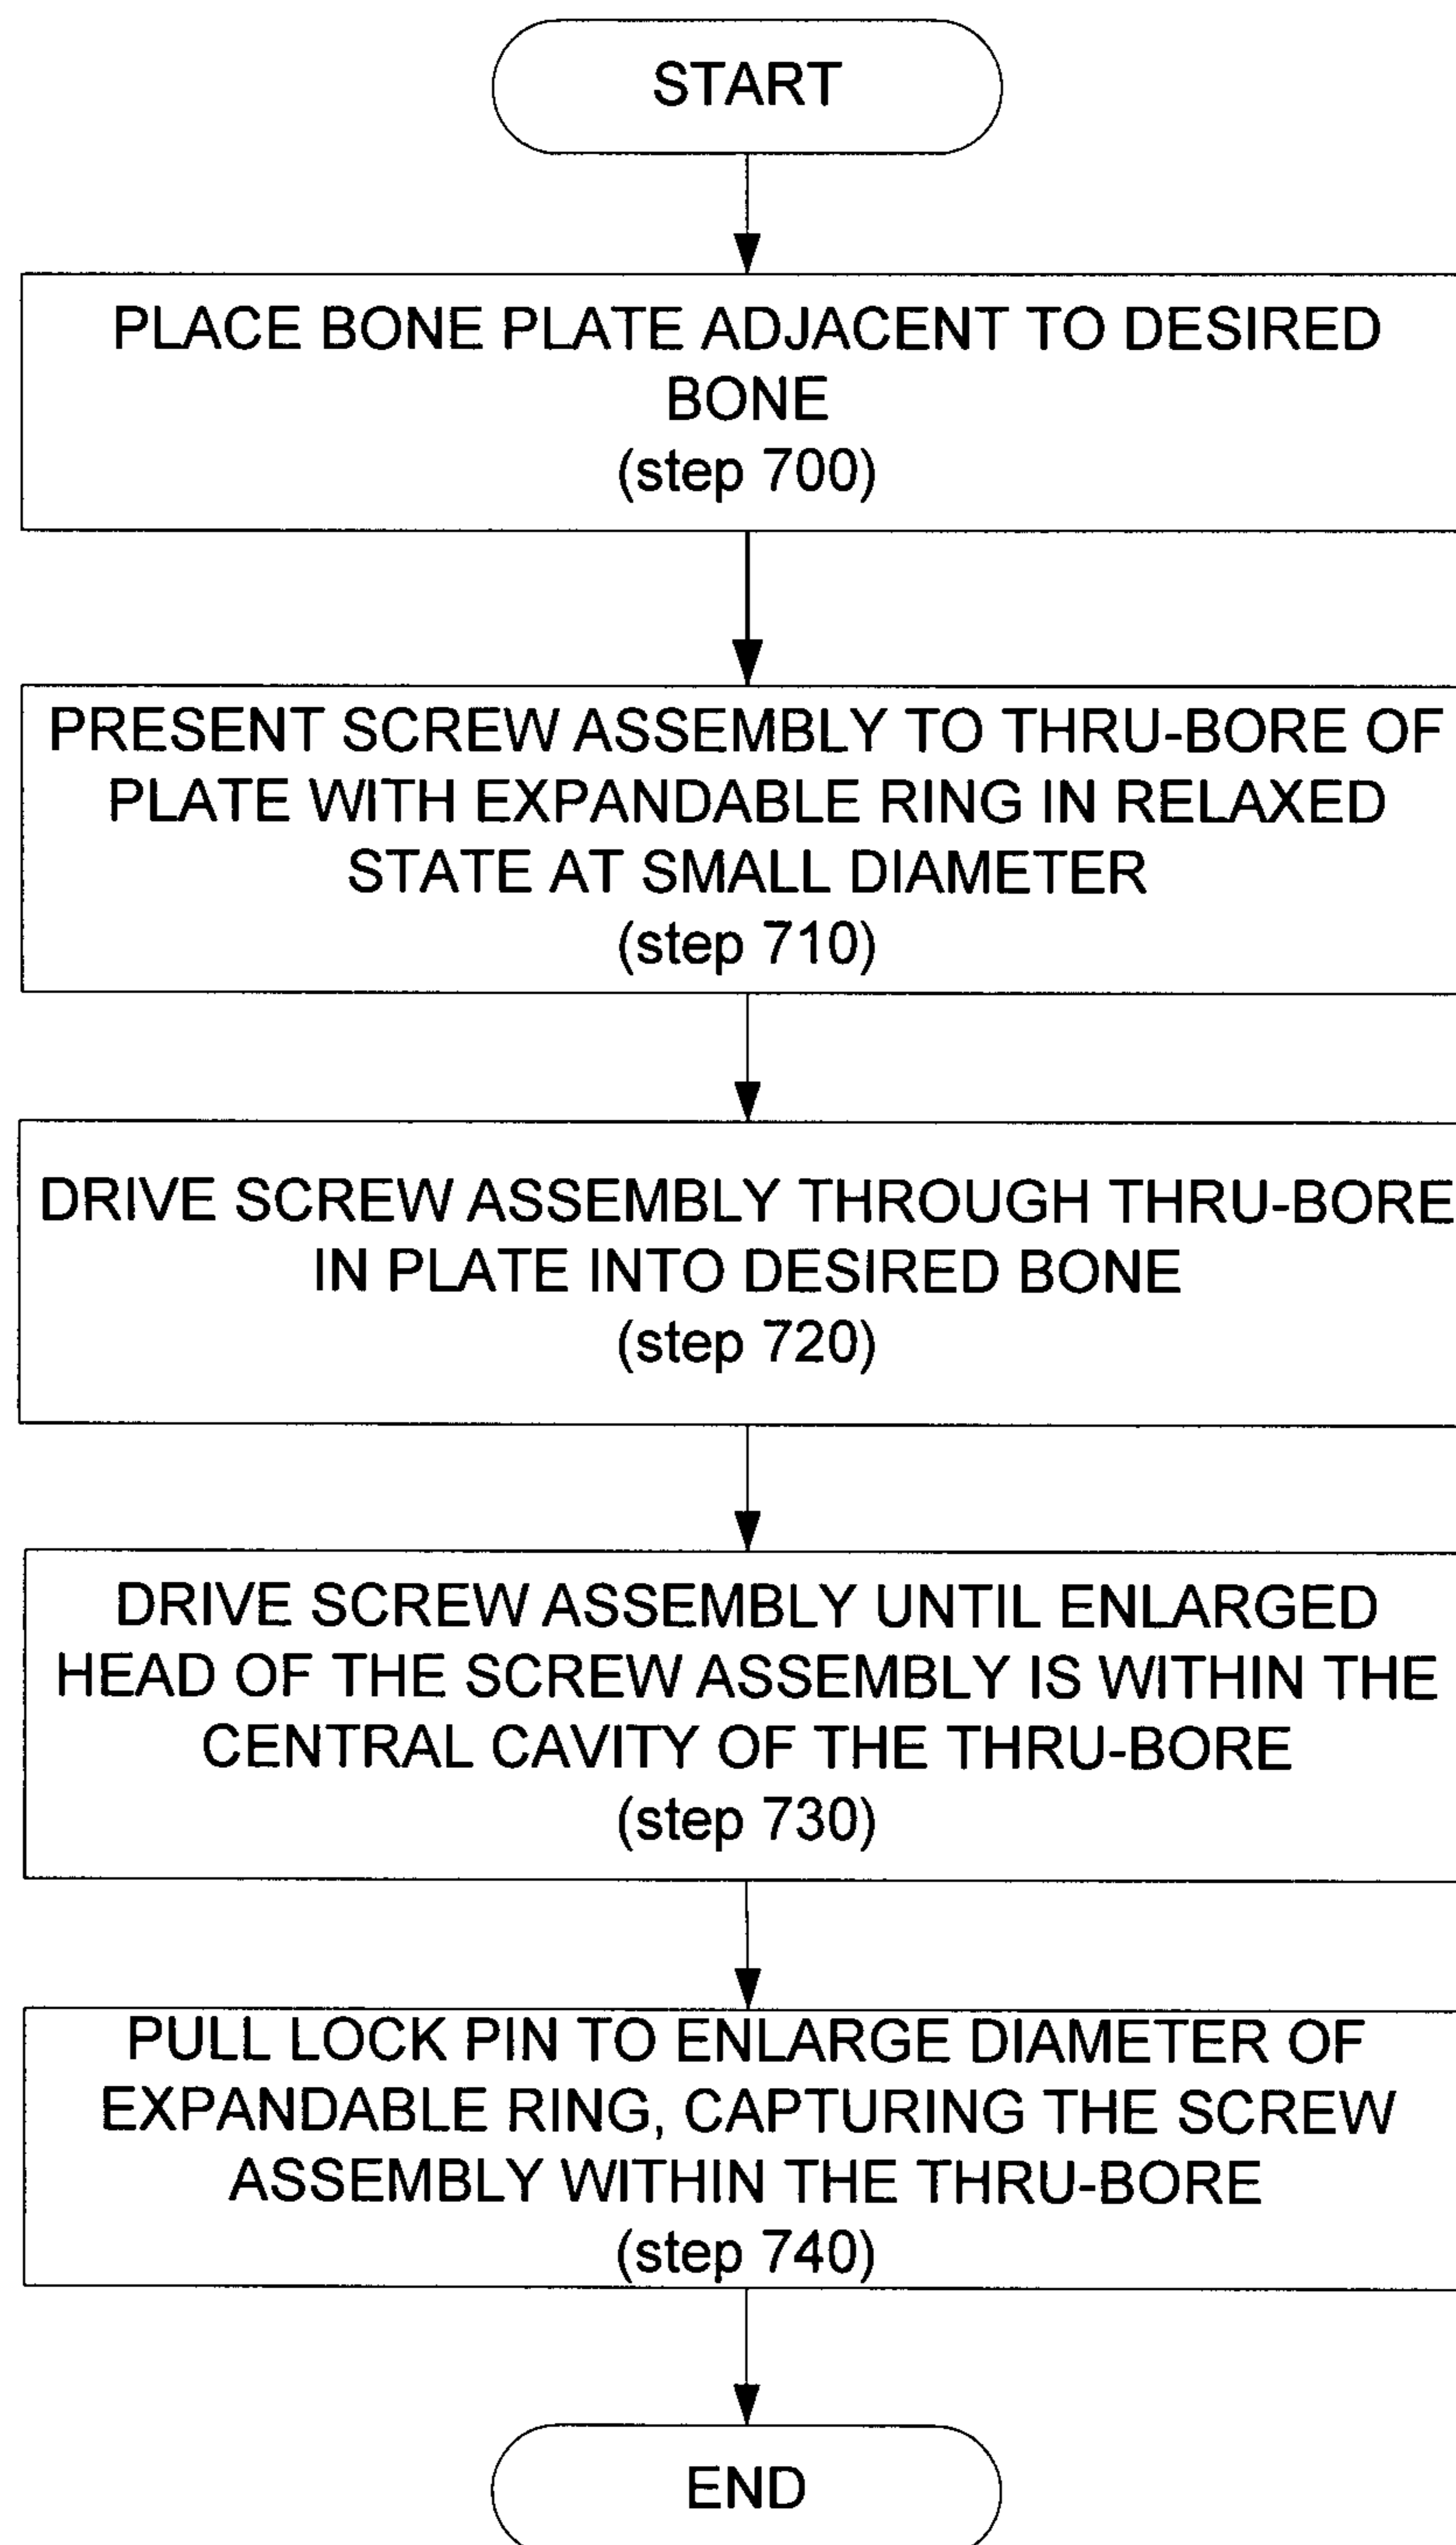 START
PLACE BONE PLATE ADJACENT TO DESIRED
BONE
(step 700)
PRESENT SCREW ASSEMBLY TO THRU-BORE OF
PLATE WITH EXPANDABLE RING IN RELAXED
STATE AT SMALL DIAMETER
(step 710)
DRIVE SCREW ASSEMBLY THROUGH THRU-BORE
IN PLATE INTO DESIRED BONE
(step 720)
DRIVE SCREW ASSEMBLY UNTIL ENLARGED
HEAD OF THE SCREW ASSEMBLY IS WITHIN THE
CENTRAL CAVITY OF THE THRU-BORE
(step 730)
PULL LOCK PIN TO ENLARGE DIAMETER OF
EXPANDABLE RING, CAPTURING THE SCREW
ASSEMBLY WITHIN THE THRU-BORE
(step 740)
END